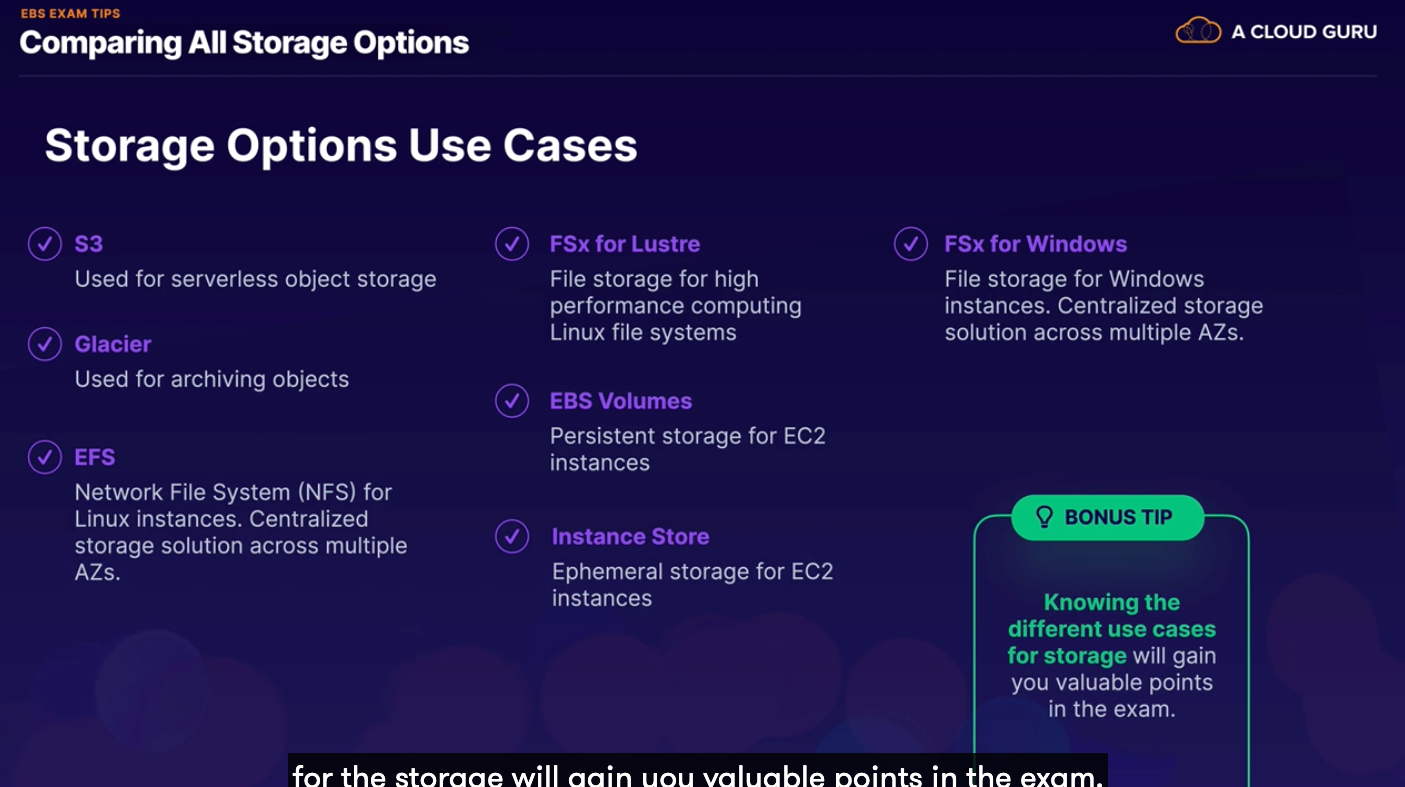 EBS EXAM TIPS
Comparing All Storage Options
A CLOUD GURU
Storage Options Use Cases
S3
Used for serverless object storage
Glacier
Used for archiving objects
EFS
Network File System (NFS) for
Linux instances. Centralized
storage solution across multiple
AZs.
FSx for Lustre
File storage for high
performance computing
Linux file systems
EBS Volumes
Persistent storage for EC2
instances
Instance Store
Ephemeral storage for EC2
instances
FSx for Windows
File storage for Windows
instances. Centralized storage
solution across multiple AZs.
BONUS TIP
Knowing the
different use cases
for storage will gain
you valuable points
in the exam.
for the storage will gain you valuable points in the exam.